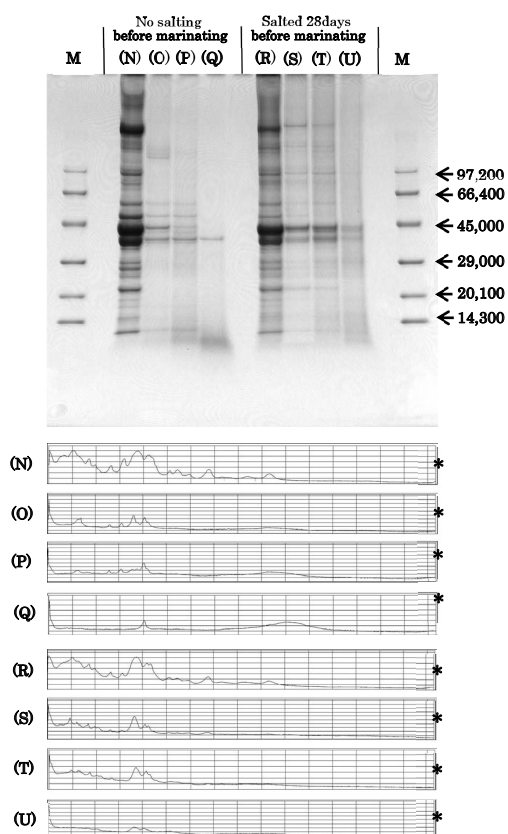 No salting Salted 28days
before marinating before marinating
M (N) (O) (P) (Q) (R) (S) (T) (U) M
97,200
66,400
45,000
29,000
20,100
14,300
(N) *
(O) *
(P) *
(Q) *
(R) *
(S) *
(T) *
(U) *